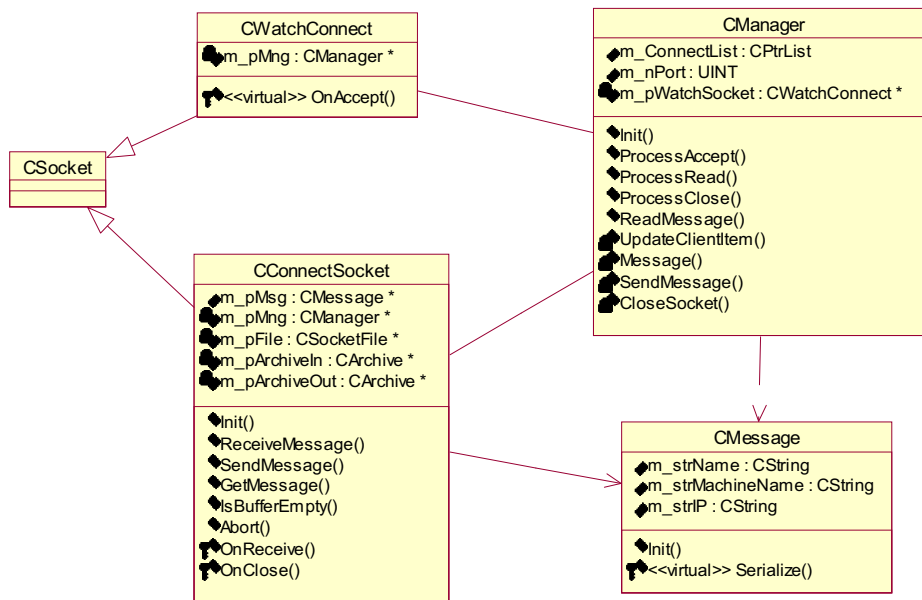 CWatchConnect
m_pMng : CManager *
<<virtual>> OnAccept()
CManager
m_ConnectList : CPtrList
m_nPort : UINT
m_pWatchSocket : CWatchConnect *
Init()
ProcessAccept()
ProcessRead()
ProcessClose()
ReadMessage()
UpdateClientItem()
Message()
SendMessage()
CloseSocket()
CSocket
CConnectSocket
m_pMsg : CMessage *
m_pMng : CManager *
m_pFile : CSocketFile *
m_pArchiveIn : CArchive *
m_pArchiveOut : CArchive *
Init()
ReceiveMessage()
SendMessage()
GetMessage()
IsBufferEmpty()
Abort()
OnReceive()
OnClose()
CMessage
m_strName : CString
m_strMachineName : CString
m_strIP : CString
Init()
<<virtual>> Serialize()